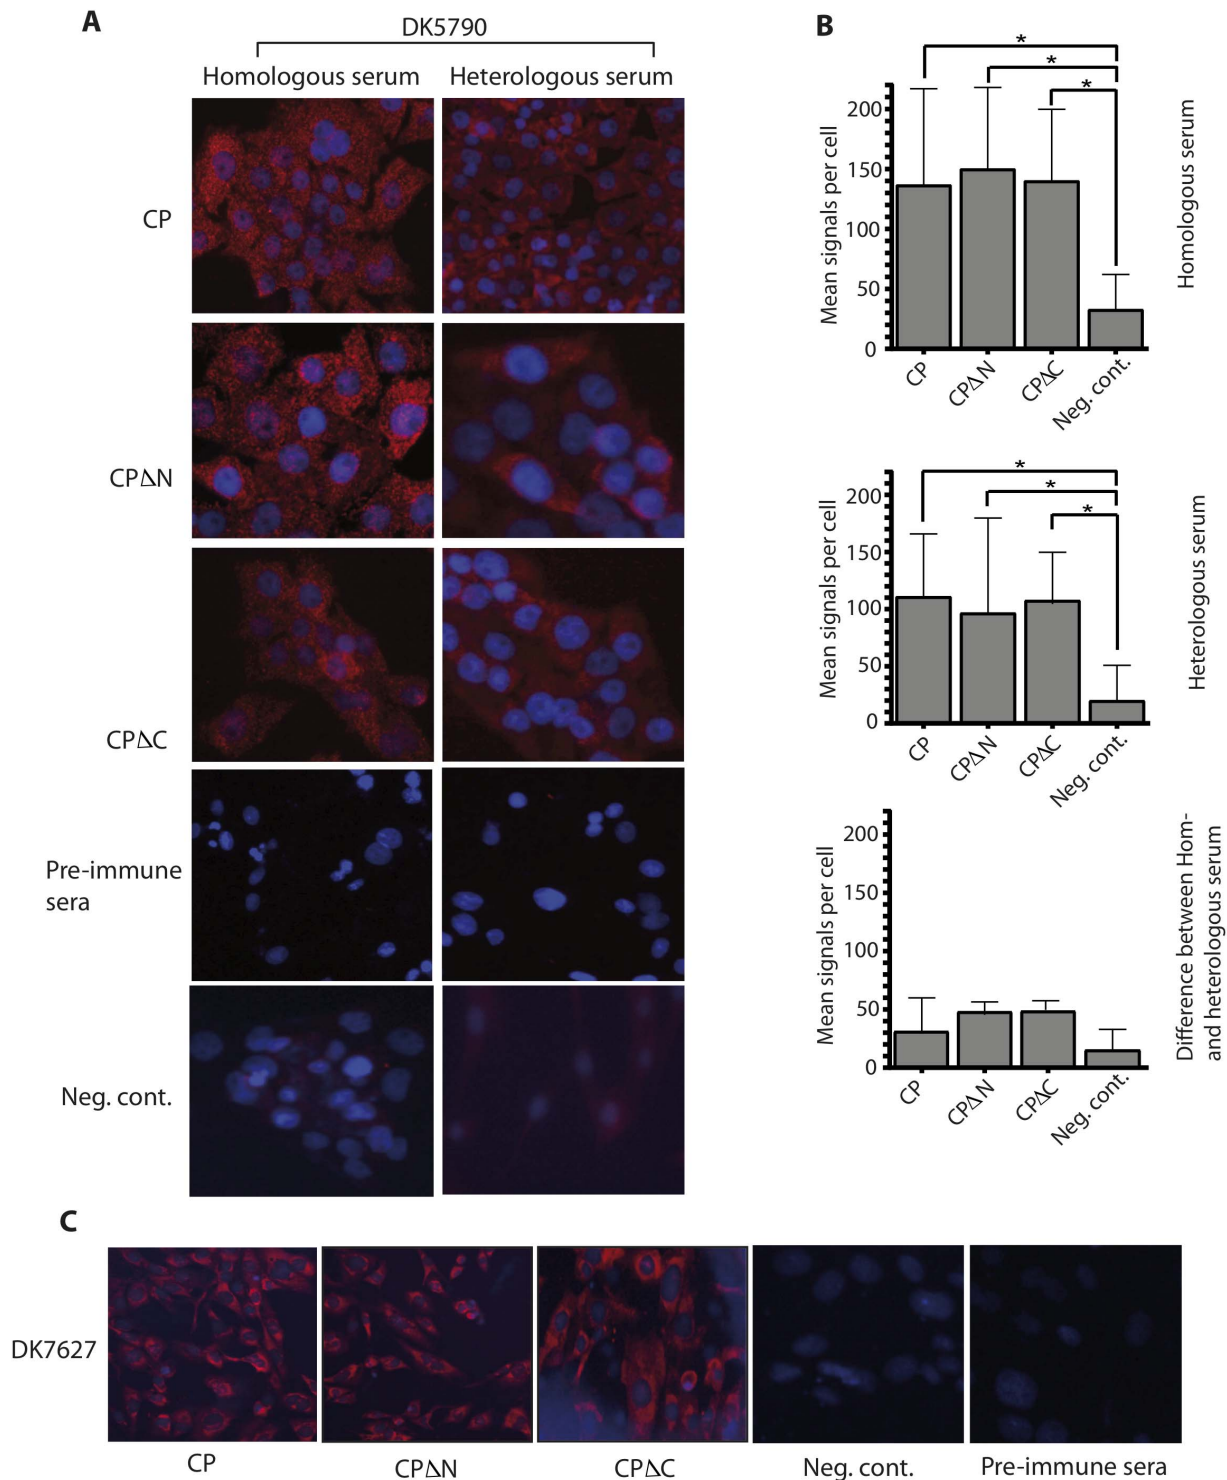 A
DK5790
Homologous serum
Heterologous serum
CP
CPΔN
CPΔC
Pre-immune
sera
Neg. cont.
B
*
*
*
200
150
100
50
0
Mean signals per cell
CP
CPΔN
CPΔC
Neg. cont.
Homologous serum
*
*
*
200
150
100
50
0
Mean signals per cell
CP
CPΔN
CPΔC
Neg. cont.
Heterologous serum
200
150
100
50
0
Mean signals per cell
CP
CPΔN
CPΔC
Neg. cont.
Difference between Hom-
and heterologous serum
C
DK7627
CP
CPΔN
CPΔC
Neg. cont.
Pre-immune sera